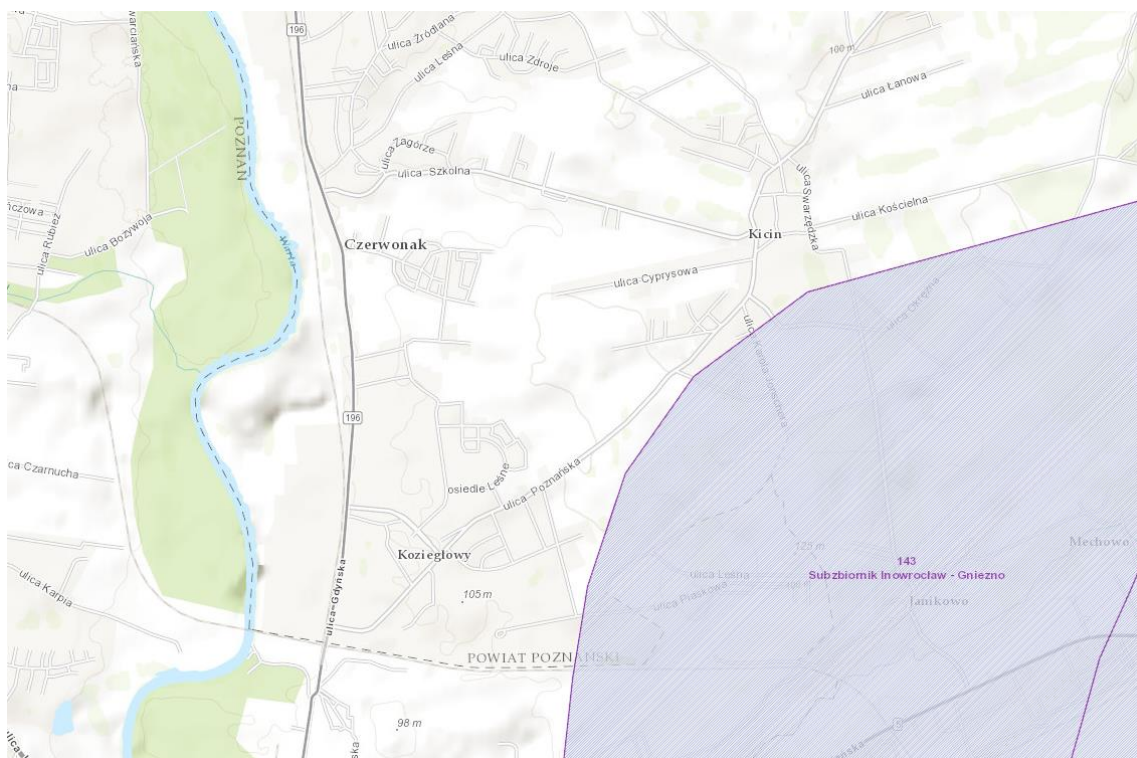 196
ulica Źródlana
ulica Leśna
ulica Zdroje
100 m
ulica Łanowa
POZNAŃ
ulica Zagórze
ulica Szkolna
ulica Swarzędzka
ulica Kościelna
ulica Rubież
ulica Bożywoja
Warta
Czerwonak
Kicin
ulica Cyprysowa
ulica Okrężna
196
ulica Poznańska
osiedle Leśne
Koziegłowy
125 m
Mechowo
143
Subzbiornik Inowrocław - Gniezno
ulica Leśna
ulica Piaskowa
Janikowo
ulica Karpia
105 m
ulica Gdyńska
POWIAT POZNAŃSKI
98 m